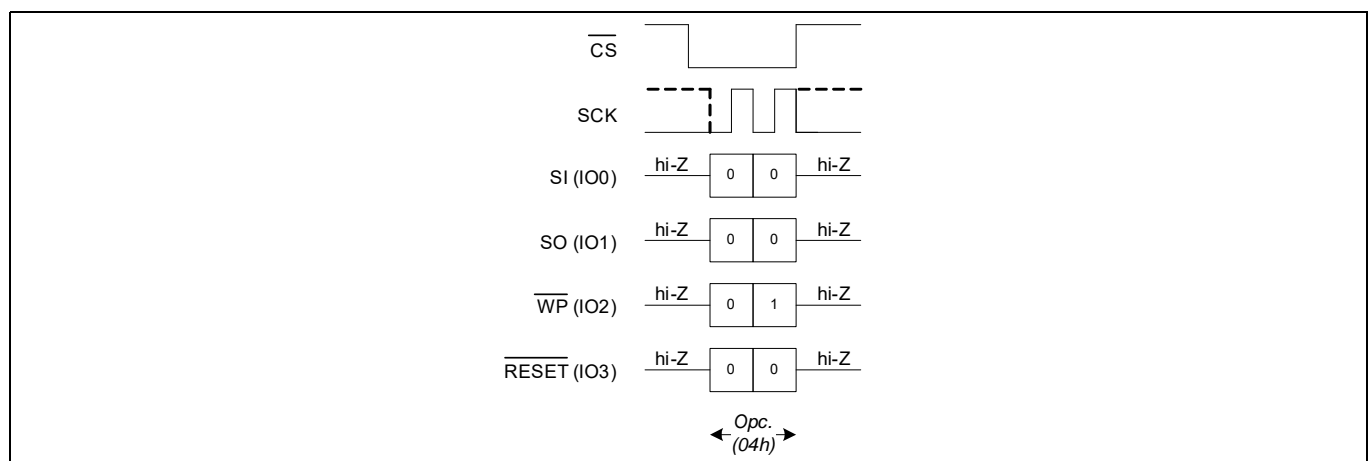 CS
SCK
hi-Z 0 0 hi-Z
SI (IO0)
hi-Z 0 0 hi-Z
SO (IO1)
hi-Z 0 1 hi-Z
WP (IO2)
hi-Z 0 0 hi-Z
RESET (IO3)
Opc.
(04h)